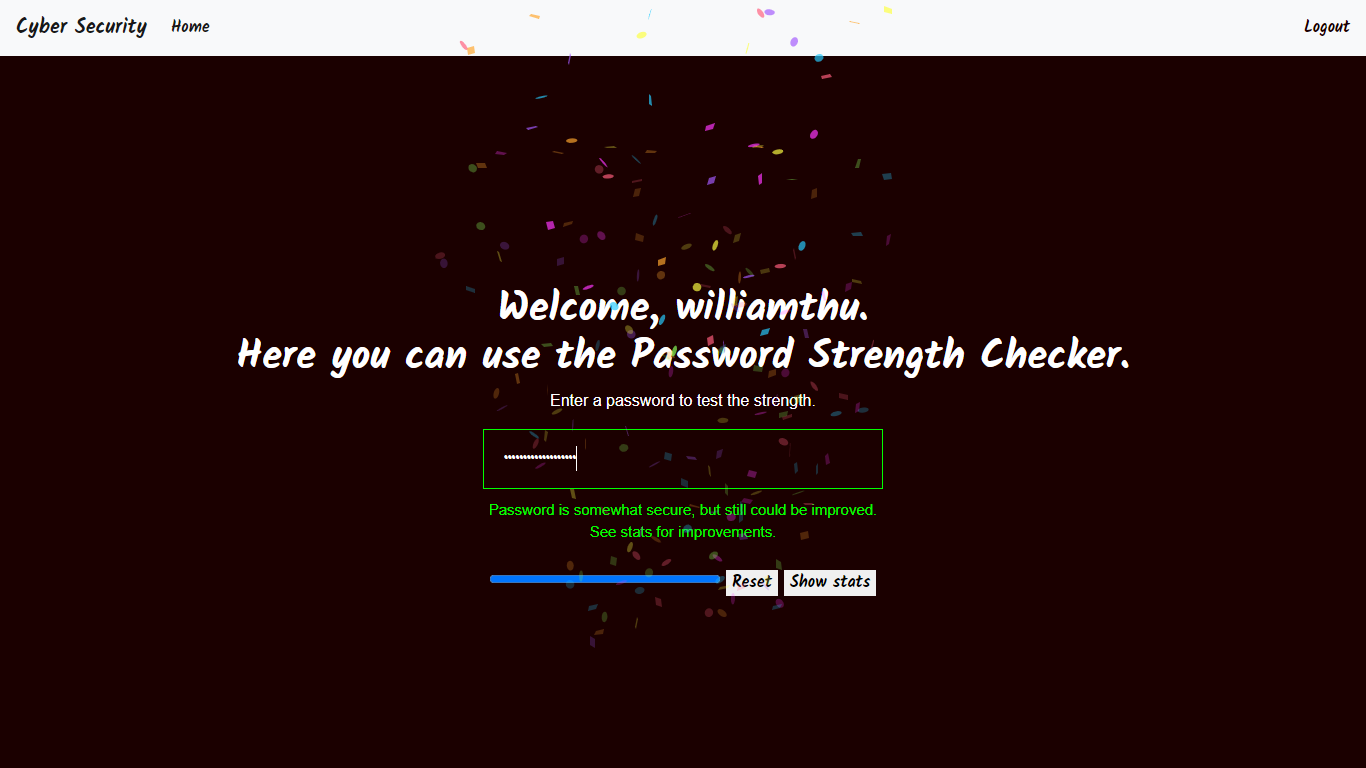 Cyber Security Home Logout
Welcome, williamthu.
Here you can use the Password Strength Checker.
Enter a password to test the strength.
Password is somewhat secure, but still could be improved.
See stats for improvements.
Reset Show stats